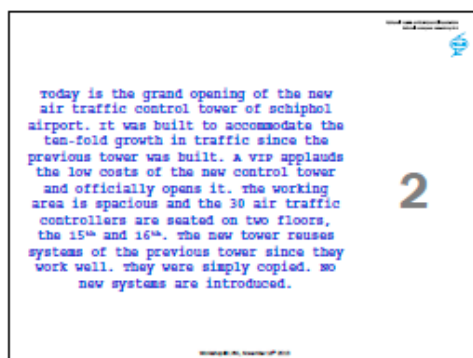 Today is the grand opening of the new
air traffic control tower of schiphol
airport. It was built to accommodate the
ten-fold growth in traffic since the
previous tower was built. A VIP applauds
the low costs of the new control tower
and officially opens it. The working
area is spacious and the 30 air traffic
controllers are seated on two floors,
the 15th and 16th. The new tower reuses
systems of the previous tower since they
work well. They were simply copied. No
new systems are introduced.
2